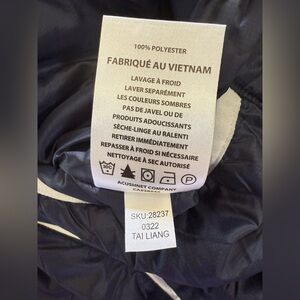 100% POLYESTER
FABRIQUÉ AU VIETNAM
LAVAGE À FROID
LAVER SEPARÉMENT
LES COULEURS SOMBRES
PAS DE JAVEL OU DE
PRODUITS ADOUCISSANTS
SÈCHE-LINGE AU RALENTI
RETIRER IMMÉDIATEMENT
REPASSER À FROID SI NÉCESSAIRE
NETTOYAGE À SEC AUTORISÉ
ACUSHNET COMPANY
SKU:28237
0322
TAI LIANG